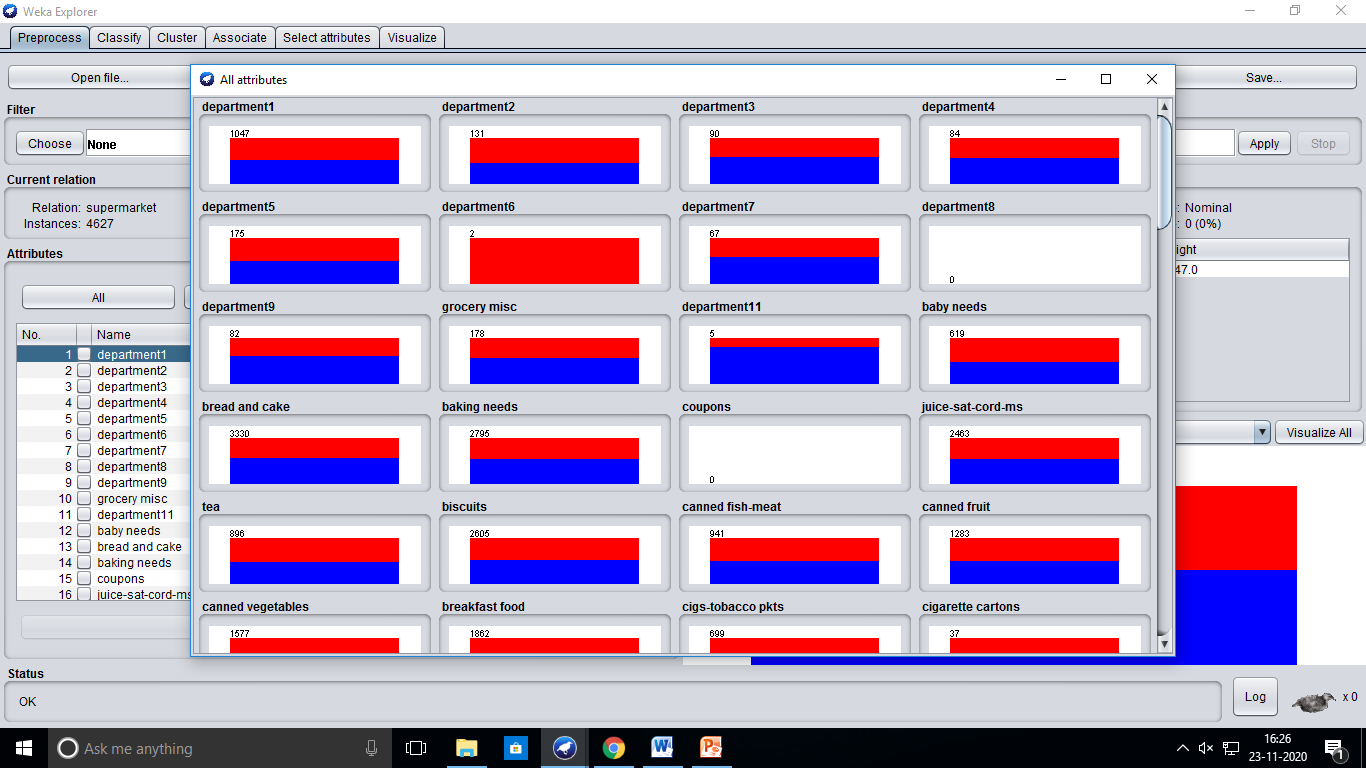 Weka Explorer
Preprocess Classify Cluster Associate Select attributes Visualize
Open file...
Save...
Filter
Choose None
Apply Stop
Current relation
Relation: supermarket
Instances: 4627
: Nominal
: 0 (0%)
ight
47.0
Attributes
All
No. Name
1 department1
2 department2
3 department3
4 department4
5 department5
6 department6
7 department7
8 department8
9 department9
10 grocery misc
11 department11
12 baby needs
13 bread and cake
14 baking needs
15 coupons
16 juice-sat-cord-ms
Visualize All
All attributes
department1 department2 department3 department4
1047 131 90 84
department5 department6 department7 department8
175 2 67 0
department9 grocery misc department11 baby needs
82 178 5 619
bread and cake baking needs coupons juice-sat-cord-ms
3330 2795 0 2463
tea biscuits canned fish-meat canned fruit
896 2605 941 1283
canned vegetables breakfast food cigs-tobacco pkts cigarette cartons
1577 1862 699 37
Status
OK
Log x 0
Ask me anything
16:26
23-11-2020
1